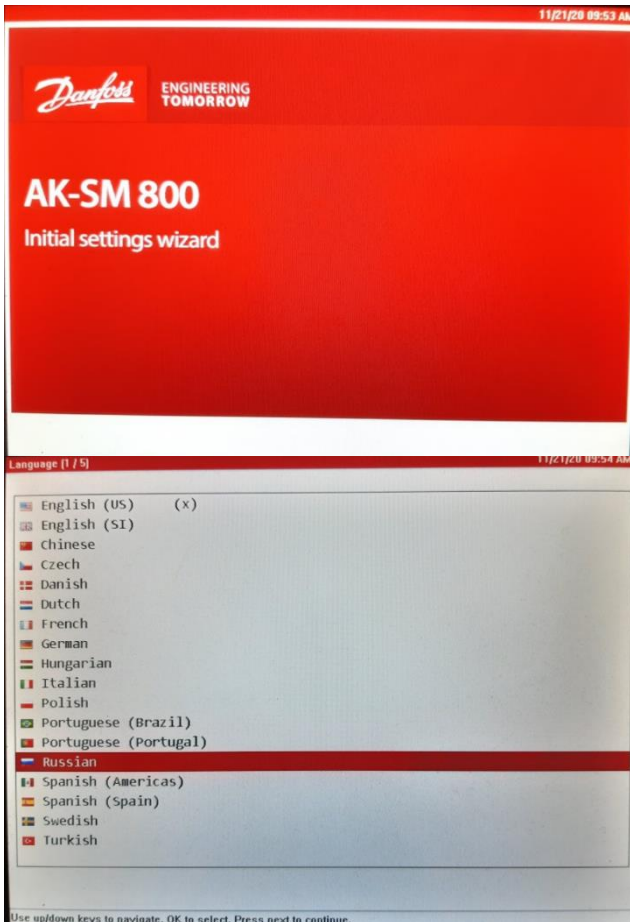 11/21/20 09:53 AM
Danfoss
ENGINEERING
TOMORROW
AK-SM 800
Initial settings wizard
Language [1 / 5] 11/21/20 09:54 AM
English (US) (x)
English (SI)
Chinese
Czech
Danish
Dutch
French
German
Hungarian
Italian
Polish
Portuguese (Brazil)
Portuguese (Portugal)
Russian
Spanish (Americas)
Spanish (Spain)
Swedish
Turkish
Use up/down keys to navigate, OK to select. Press next to continue.